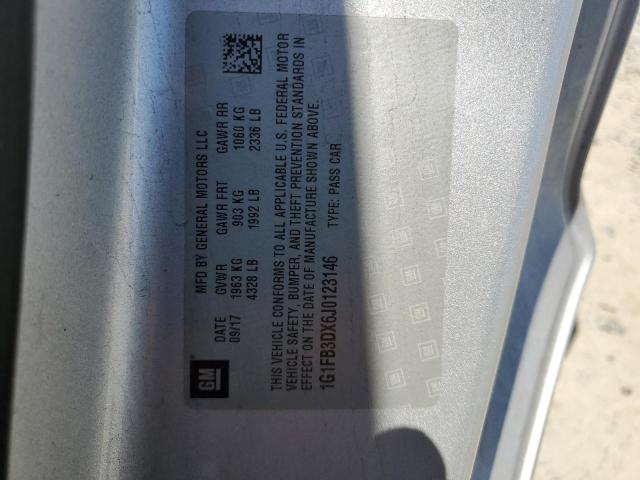 MFD BY GENERAL MOTORS LLC
DATE GVWR GAWR FRT GAWR RR
09/17 1963 KG 903 KG 1060 KG
4328 LB 1992 LB 2336 LB
THIS VEHICLE CONFORMS TO ALL APPLICABLE U.S. FEDERAL MOTOR
VEHICLE SAFETY, BUMPER, AND THEFT PREVENTION STANDARDS IN
EFFECT ON THE DATE OF MANUFACTURE SHOWN ABOVE.
1G1FB3DX6J0123146 TYPE: PASS CAR
GM